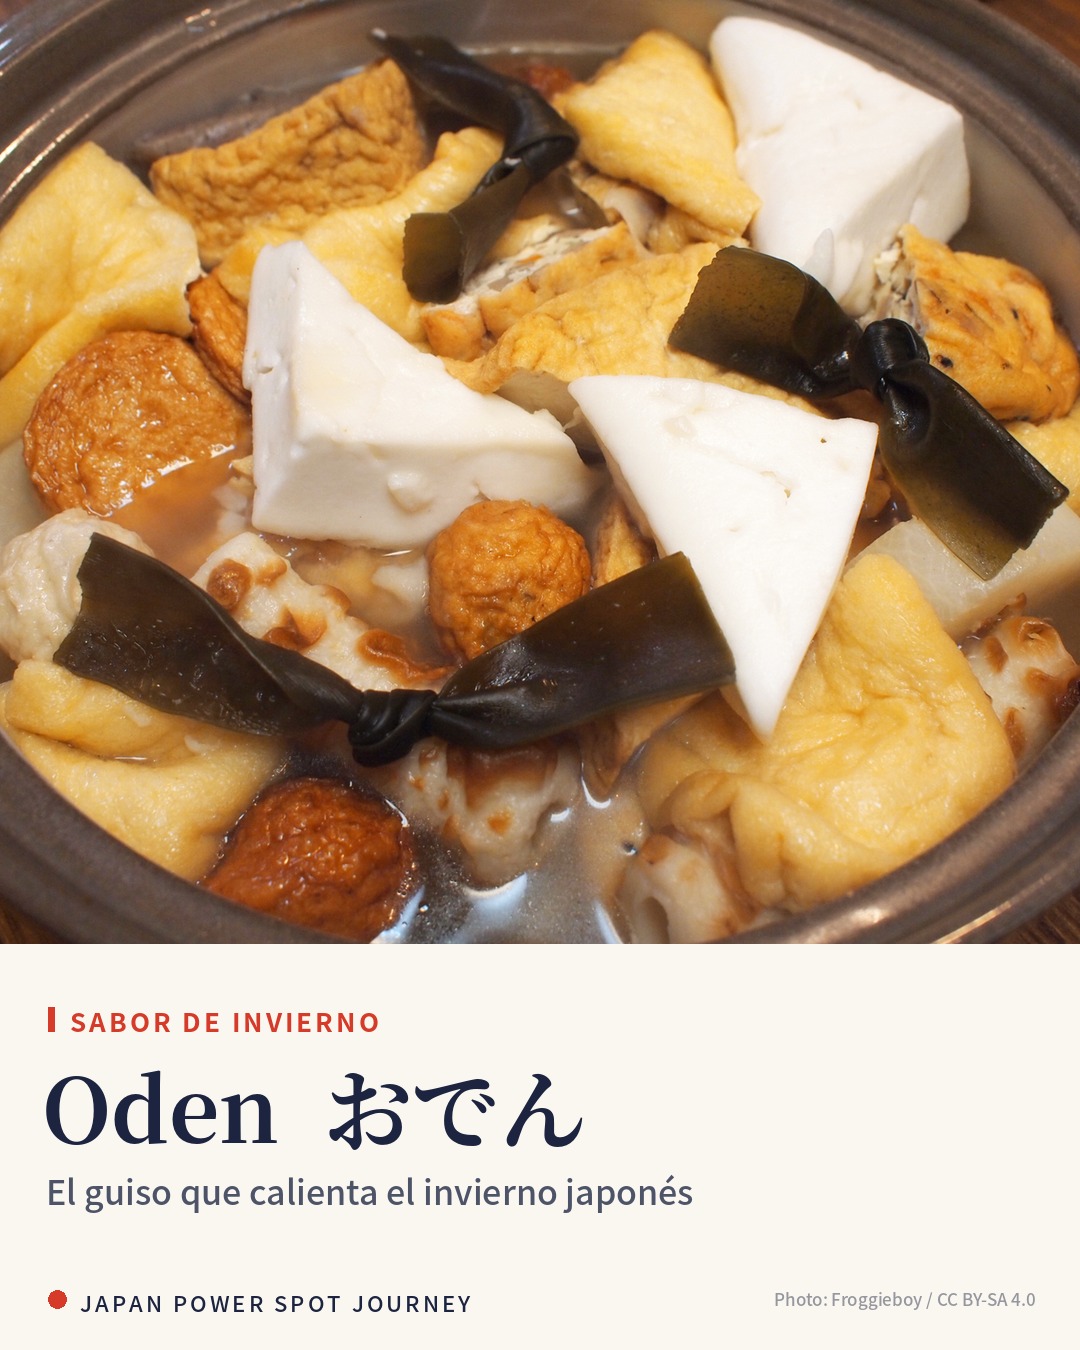 SABOR DE INVIERNO
Oden おでん
El guiso que calienta el invierno japonés
JAPAN POWER SPOT JOURNEY
Photo: Froggieboy / CC BY-SA 4.0